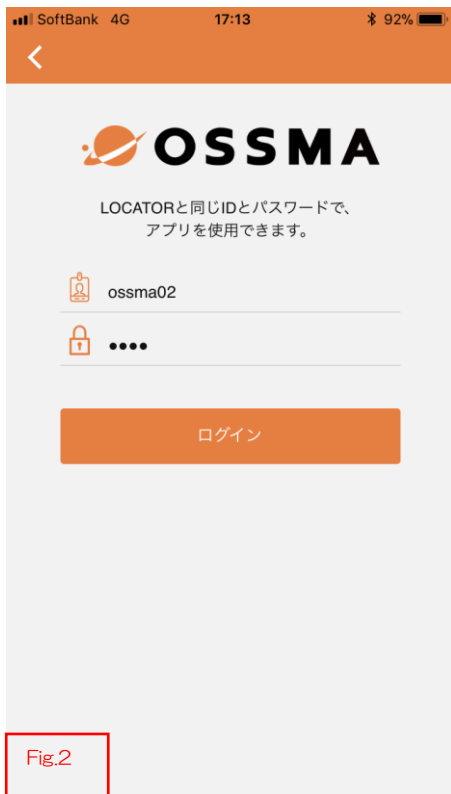 SoftBank 4G 17:13 92%
OSSMA
LOCATORと同じIDとパスワードで、
アプリを使用できます。
ossma02
••••
ログイン
Fig.2